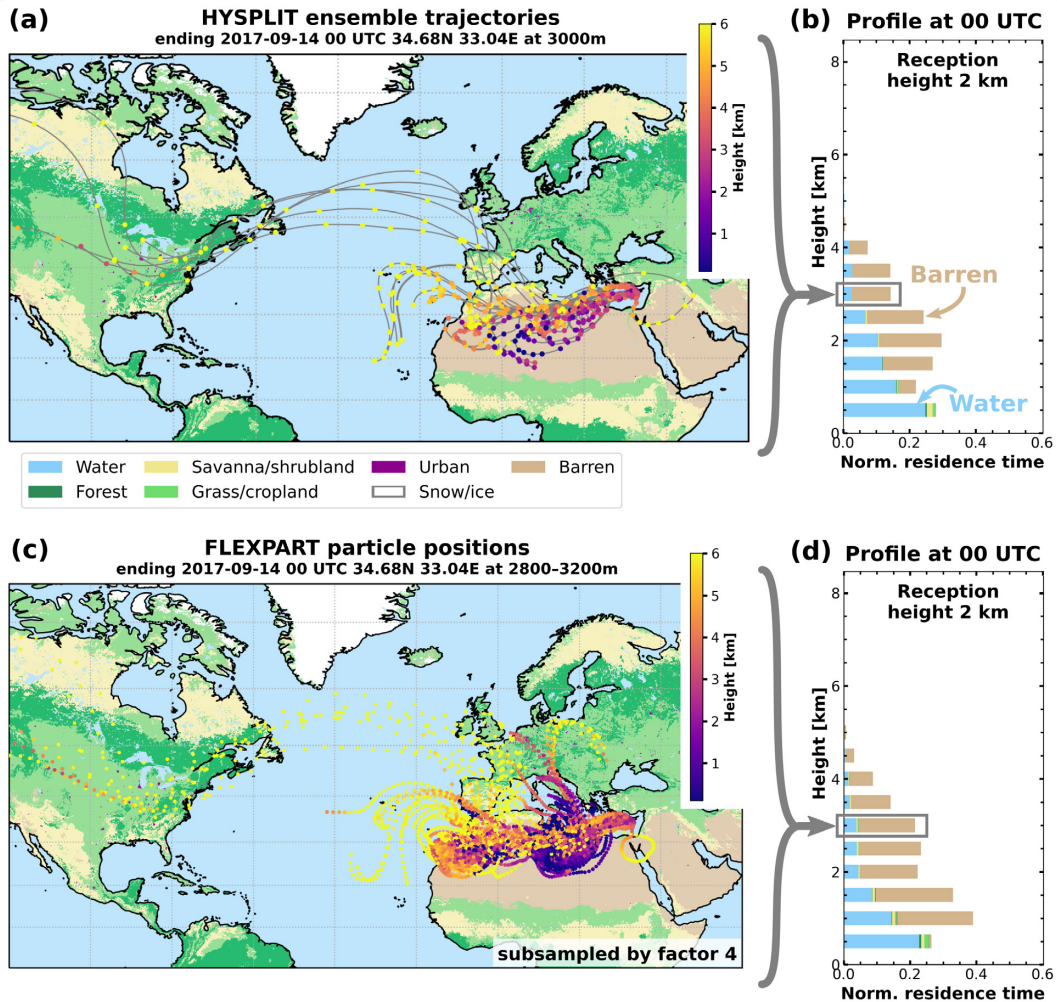 (a)
HYSPLIT ensemble trajectories
ending 2017-09-14 00 UTC 34.68N 33.04E at 3000m
6
5
4
3
2
1
Height [km]
(b)
Profile at 00 UTC
Reception
height 2 km
8
6
4
2
Height [km]
Barren
Water
0.0 0.2 0.4 0.6
Norm. residence time
Water
Savanna/shrubland
Urban
Barren
Forest
Grass/cropland
Snow/ice
(c)
FLEXPART particle positions
ending 2017-09-14 00 UTC 34.68N 33.04E at 2800–3200m
6
5
4
3
2
1
Height [km]
subsampled by factor 4
(d)
Profile at 00 UTC
Reception
height 2 km
8
6
4
2
Height [km]
0.0 0.2 0.4 0.6
Norm. residence time